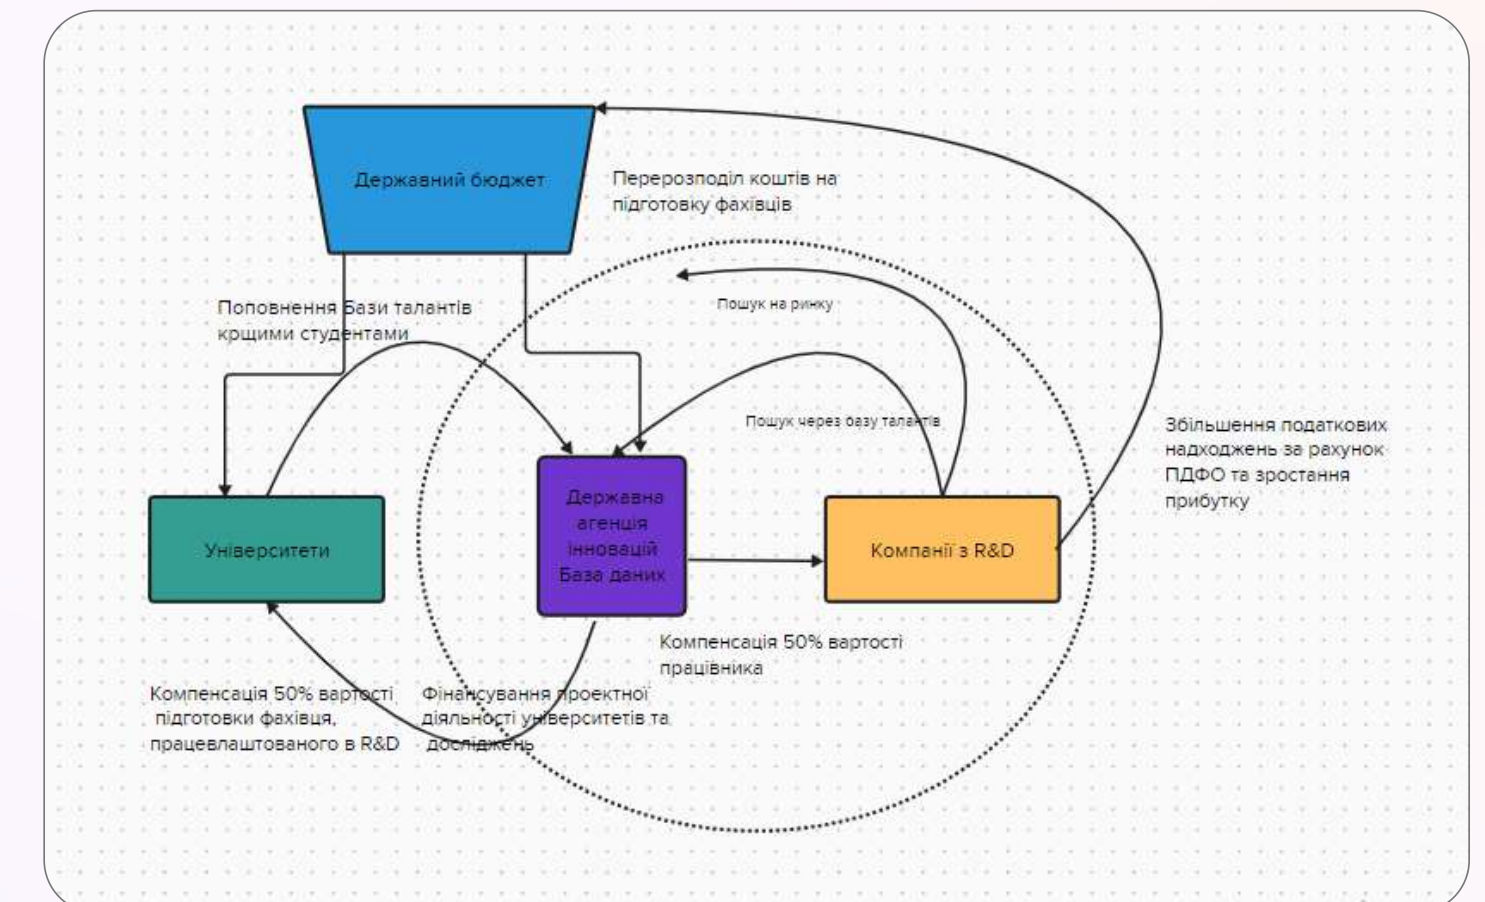 Державний бюджет
Перерозподіл коштів на
підготовку фахівців
Поповнення Бази талантів
крщими студентами
Пошук на ринку
Пошук через базу талантів
Збільшення податкових
надходжень за рахунок
ПДФО та зростання
прибутку
Університети
Державна
агенція
інновацій
База даних
Компанії з R&D
Компенсація 50% вартості
працівника
Компенсація 50% вартості
підготовки фахівця,
працевлаштованого в R&D
Фінансування проектної
діяльності університетів та
досліджень